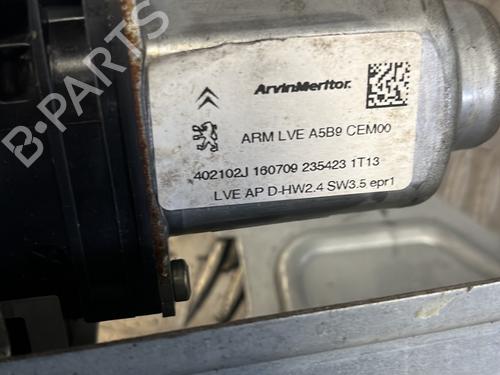 B-PARTS
ArvinMeritor.
ARM LVE A5B9 CEM00
402102J 160709 235423 1T13
LVE AP D-HW2.4 SW3.5 epr1